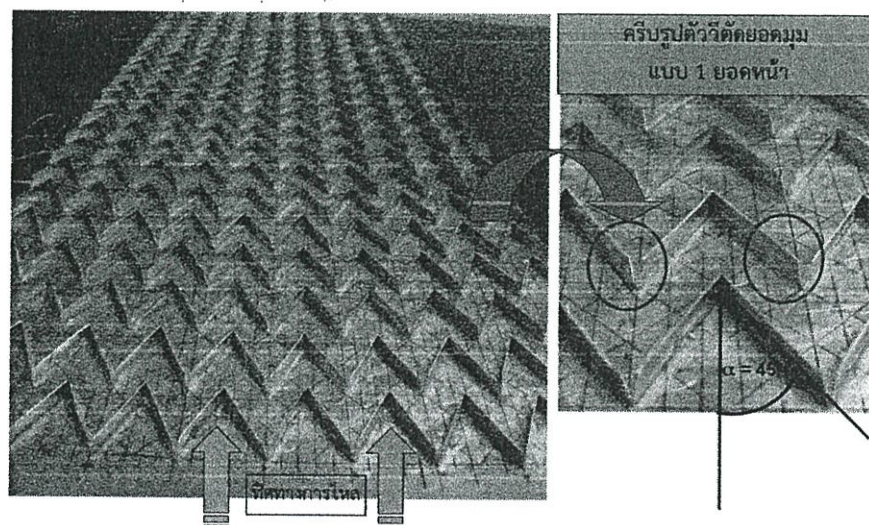 ครีบรูปตัววีตัดยอดมุม
แบบ 1 ยอดหน้า
α = 45
ทิศทางการไหล